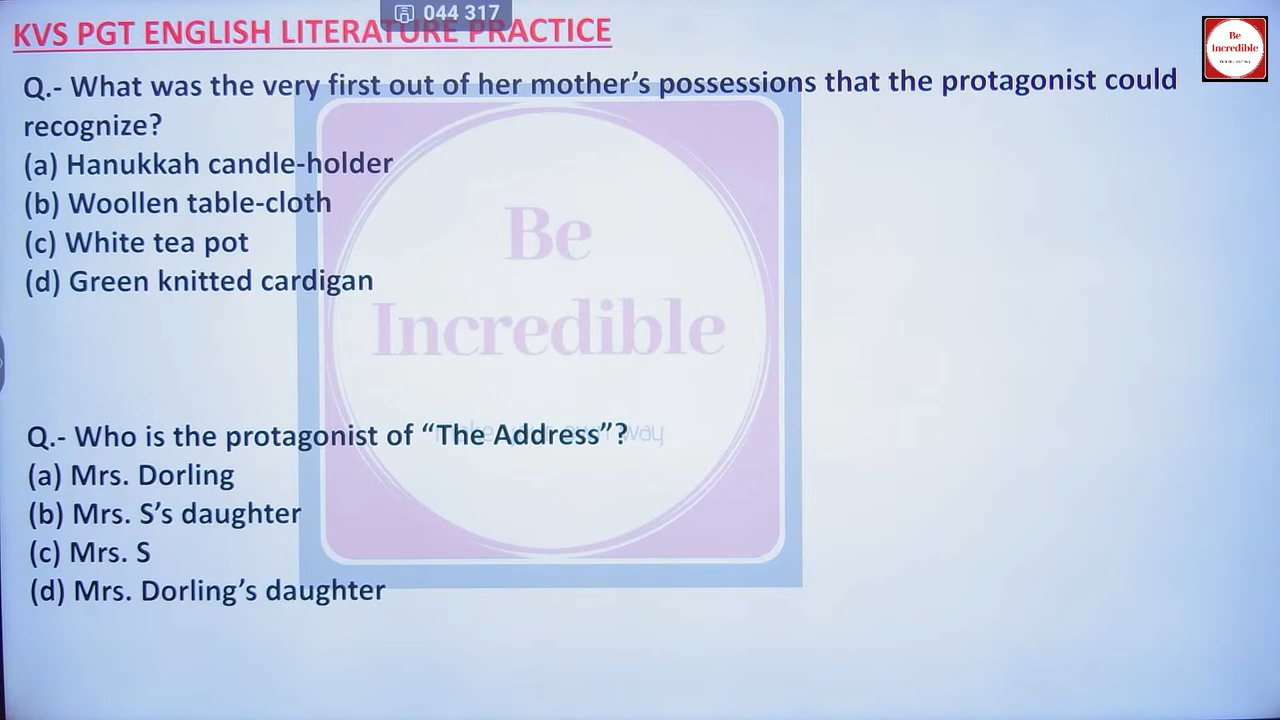 044 317
KVS PGT ENGLISH LITERATURE PRACTICE
Be
Incredible
Q.- What was the very first out of her mother's possessions that the protagonist could
recognize?
(a) Hanukkah candle-holder
(b) Woollen table-cloth
(c) White tea pot
(d) Green knitted cardigan
Be
Incredible
Q.- Who is the protagonist of “The Address”?
way
(a) Mrs. Dorling
(b) Mrs. S’s daughter
(c) Mrs. S
(d) Mrs. Dorling’s daughter